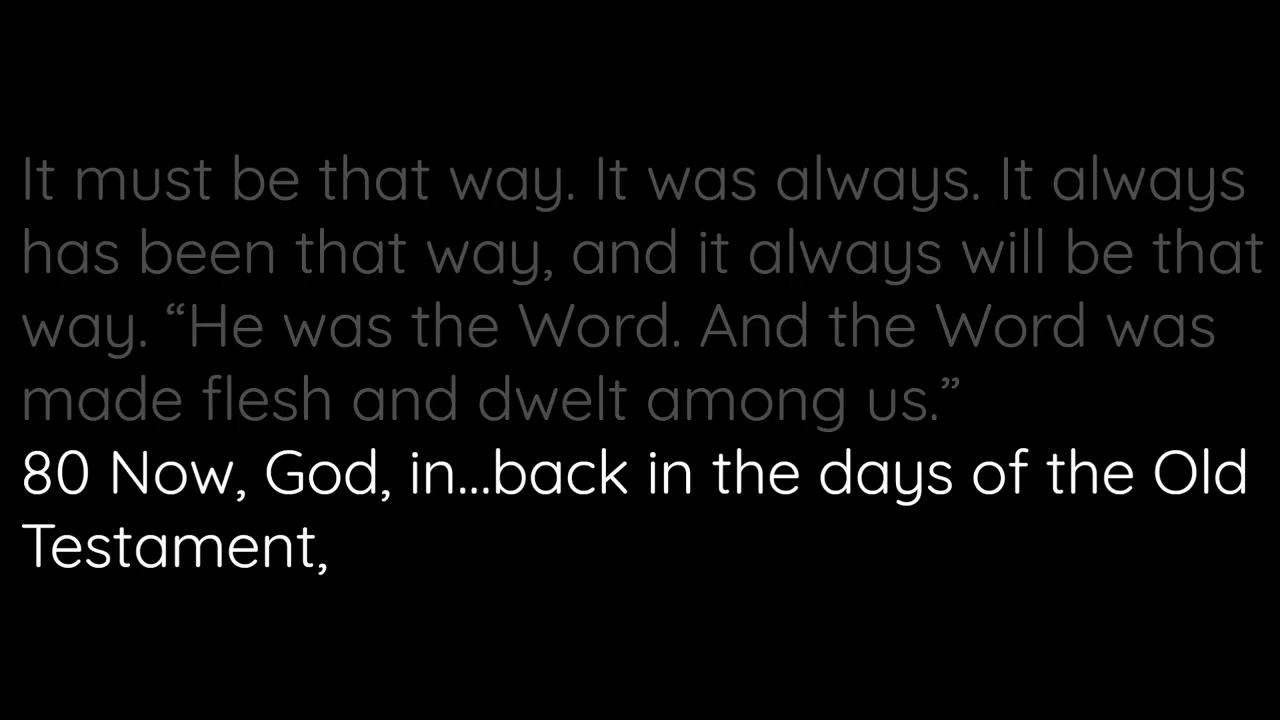 It must be that way. It was always. It always
has been that way, and it always will be that
way. “He was the Word. And the Word was
made flesh and dwelt among us.”
80 Now, God, in...back in the days of the Old
Testament,